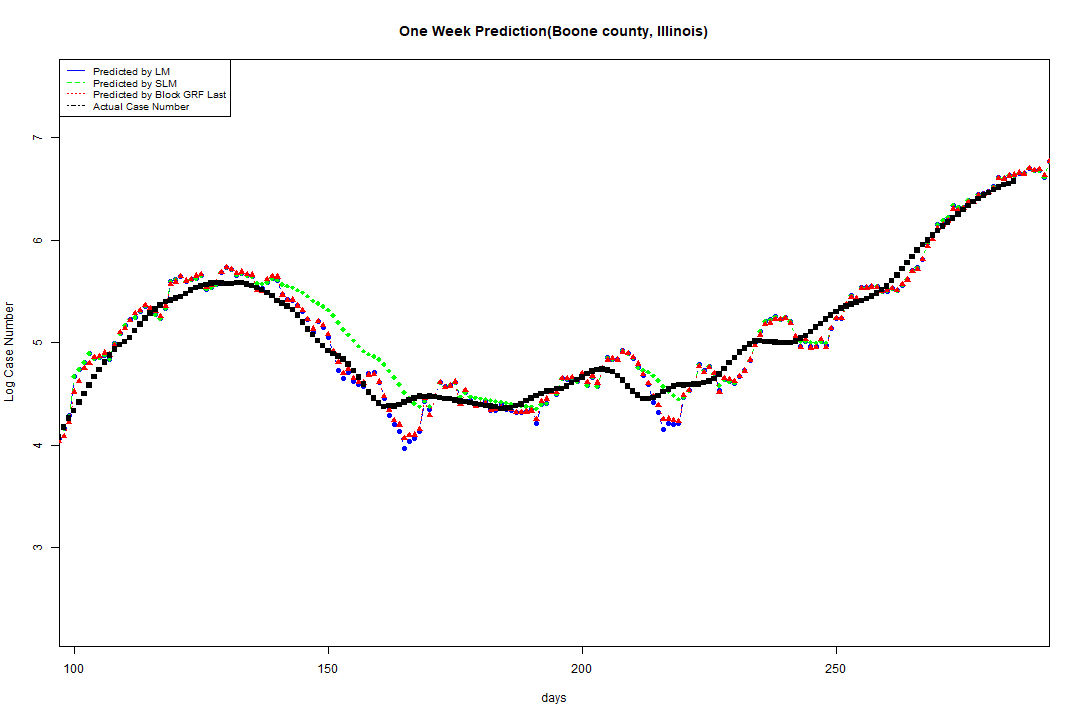 One Week Prediction(Boone county, Illinois)
Predicted by LM
Predicted by SLM
Predicted by Block GRF Last
Actual Case Number
7
6
5
4
3
Log Case Number
100 150 200 250
days